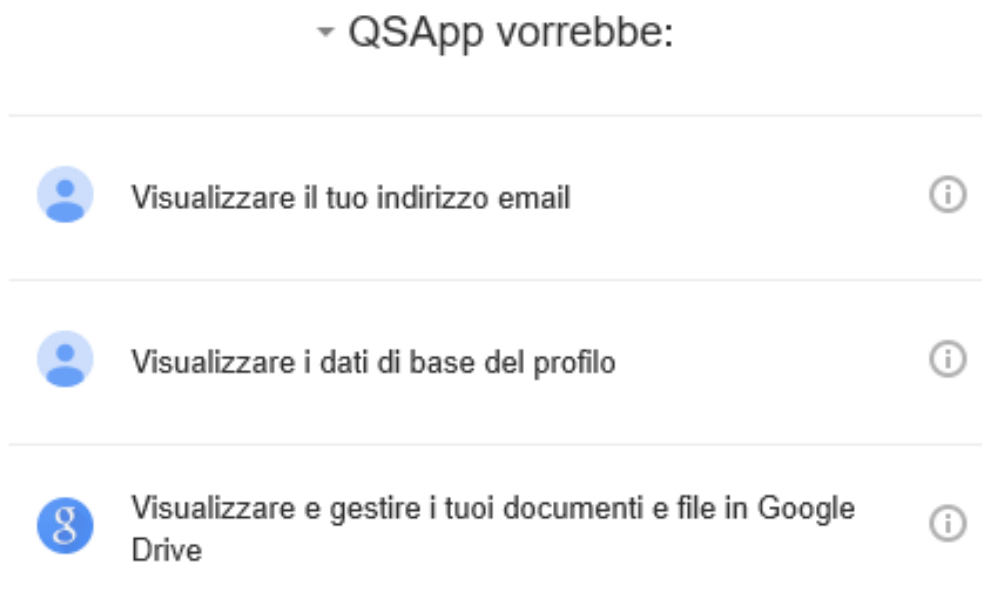 QSApp vorrebbe:
Visualizzare il tuo indirizzo email
Visualizzare i dati di base del profilo
Visualizzare e gestire i tuoi documenti e file in Google
Drive